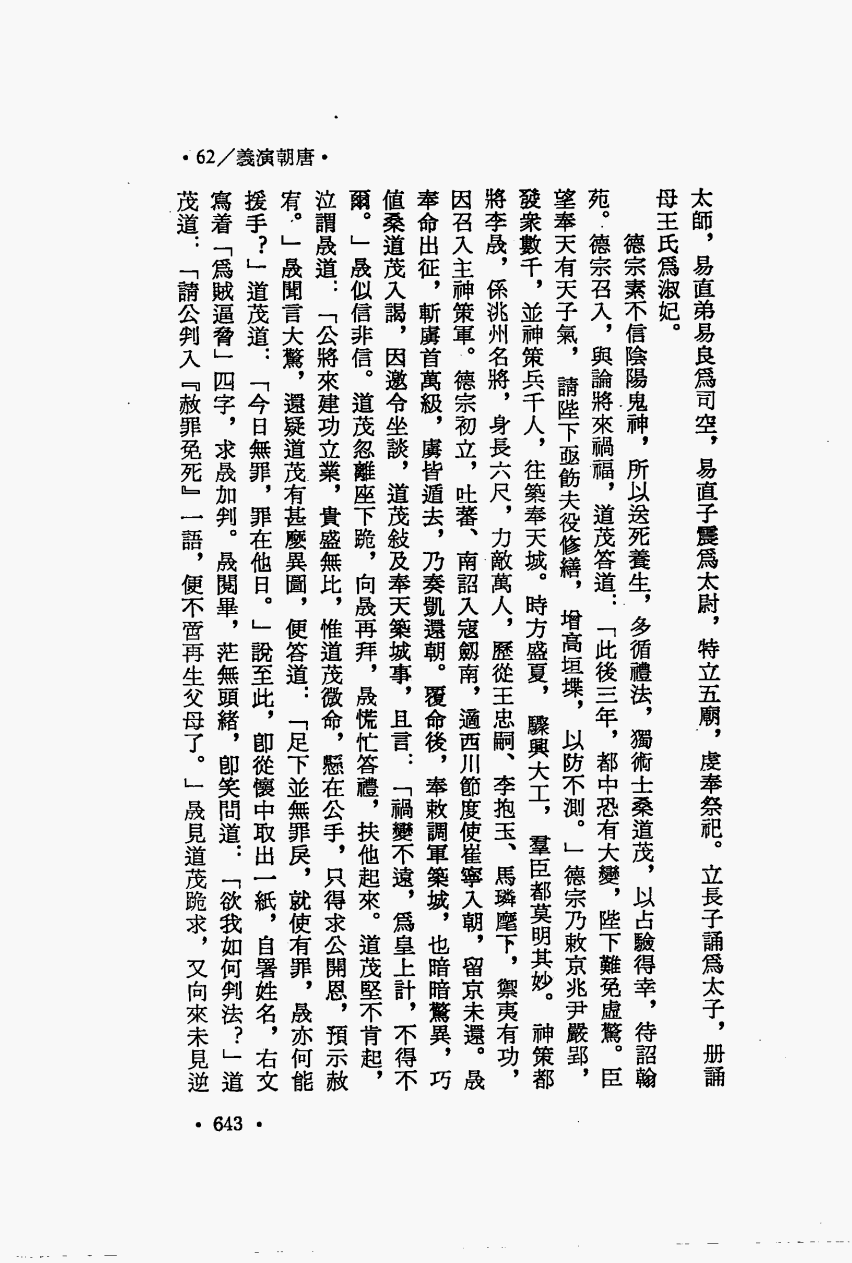 •62／義演朝唐•
太師，易直弟易良爲司空，易直子震爲太尉，特立五廟，虔奉祭祀。立長子誦爲太子，册誦
母王氏爲淑妃。
德宗素不信陰陽鬼神，所以送死養生，多循禮法，獨術士桑道茂，以占驗得幸，待詔翰
苑。德宗召入，與論將來禍福，道茂答道：「此後三年，都中恐有大變，陛下難免虛驚。臣
望奉天有天子氣，請陛下亟飭夫役修繕，增高垣堞，以防不測。」德宗乃敕京兆尹嚴郢，
發衆數千，並神策兵千人，往築奉天城。時方盛夏，驟興大工，羣臣都莫明其妙。神策都
將李晟，係洮州名將，身長六尺，力敵萬人，歷從王忠嗣、李抱玉、馬璘麾下，禦夷有功，
因召入主神策軍。德宗初立，吐蕃、南詔入寇劒南，適西川節度使崔寧入朝，留京未還。晟
奉命出征，斬虜首萬級，虜皆遁去，乃奏凱還朝。覆命後，奉敕調軍築城，也暗暗驚異，巧
値桑道茂入謁，因邀令坐談，道茂敍及奉天築城事，且言：「禍變不遠，爲皇上計，不得不
爾。」晟似信非信。道茂忽離座下跪，向晟再拜，晟慌忙答禮，扶他起來。道茂堅不肯起，
泣謂晟道：「公將來建功立業，貴盛無比，惟道茂微命，懸在公手，只得求公開恩，預示赦
宥。」晟聞言大驚，還疑道茂有甚麽異圖，便答道：「足下並無罪戾，就使有罪，晟亦何能
援手？」道茂道：「今日無罪，罪在他日。」說至此，卽從懷中取出一紙，自署姓名，右文
寫着「爲賊逼脅」四字，求晟加判。晟閱畢，茫無頭緒，卽笑問道：「欲我如何判法？」道
茂道：「請公判入『赦罪免死』一語，便不啻再生父母了。」晟見道茂跪求，又向來未見逆
•643•